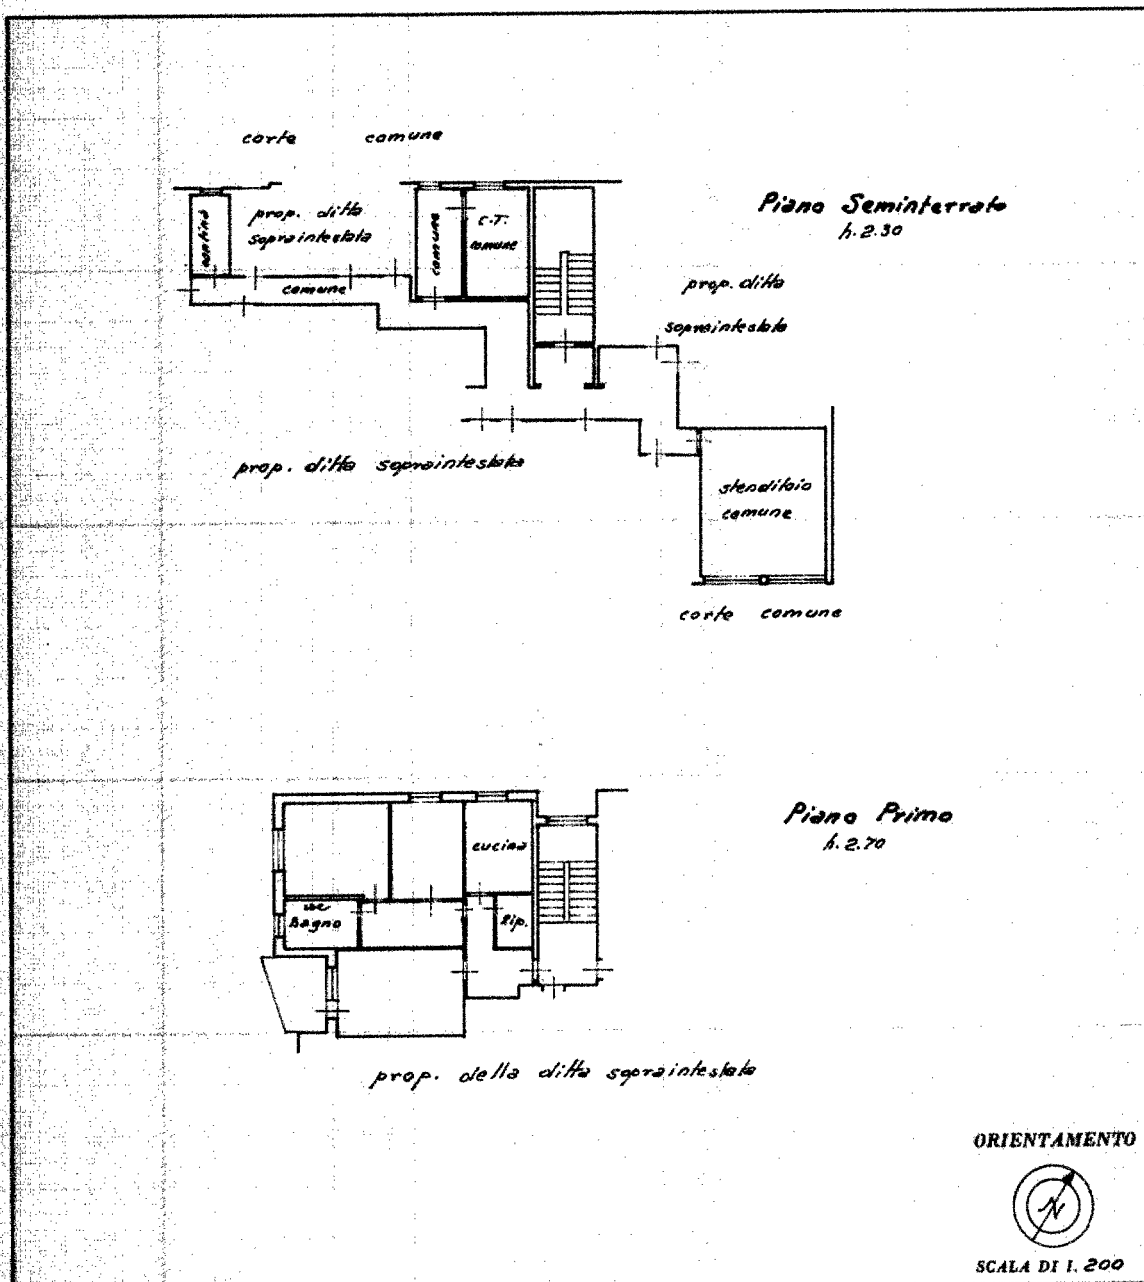 corte comune
Piano Seminterrato
h. 2.30
cantina
prop. ditta
sopraintestata
comune
C.T.
comune
comune
prop. ditta
sopraintestata
prop. ditta sopraintestata
stenditoio
comune
corte comune
Piano Primo
h. 2.70
cucina
wc
bagno
Rip.
prop. della ditta sopraintestata
ORIENTAMENTO
N
SCALA DI 1. 200